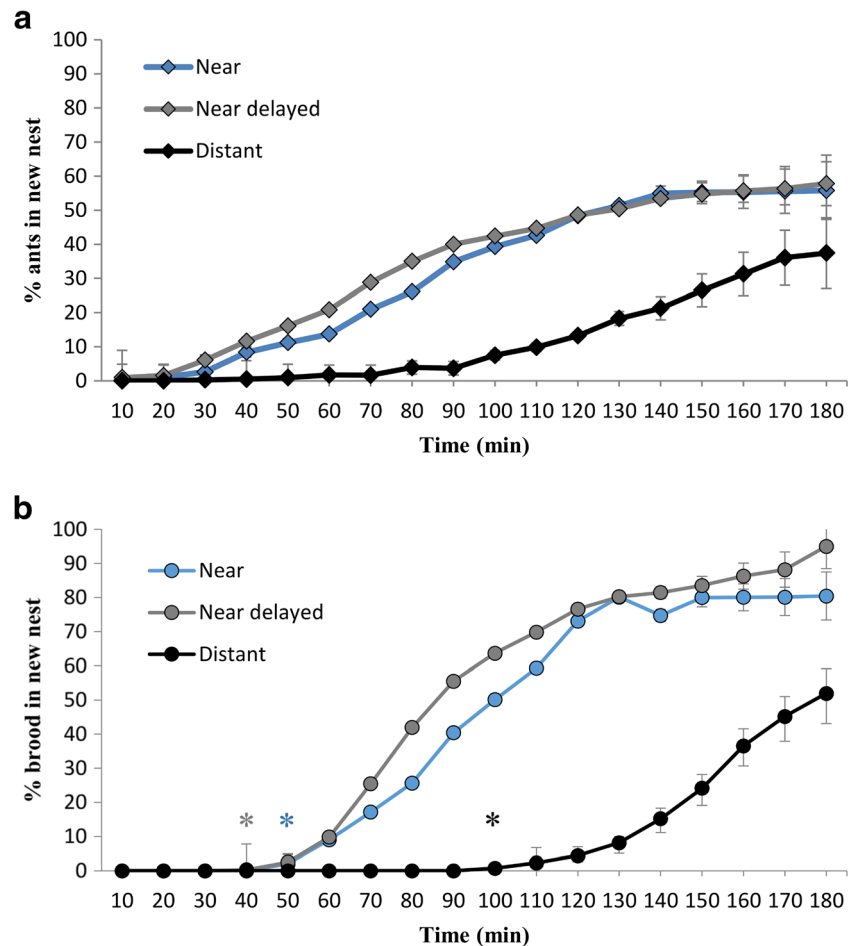 a
100
90
80
70
60
50
40
30
20
10
0
% ants in new nest
Near
Near delayed
Distant
10 20 30 40 50 60 70 80 90 100 110 120 130 140 150 160 170 180
Time (min)
b
100
90
80
70
60
50
40
30
20
10
0
% brood in new nest
Near
Near delayed
Distant
* * *
10 20 30 40 50 60 70 80 90 100 110 120 130 140 150 160 170 180
Time (min)